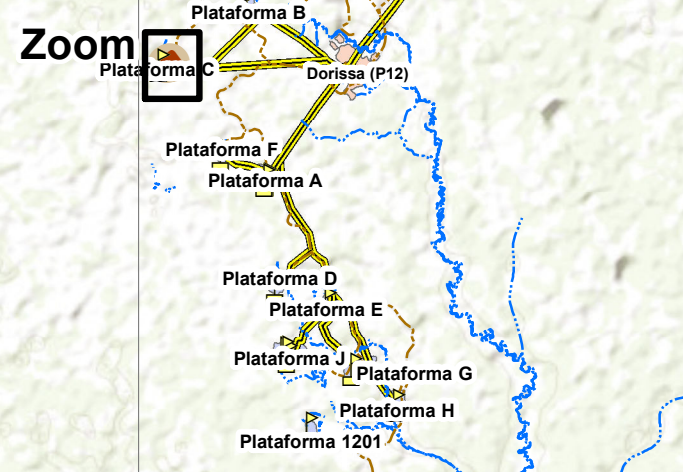 Plataforma B
Zoom
Plataforma C
Dorissa (P12)
Plataforma F
Plataforma A
Plataforma D
Plataforma E
Plataforma J
Plataforma G
Plataforma H
Plataforma 1201